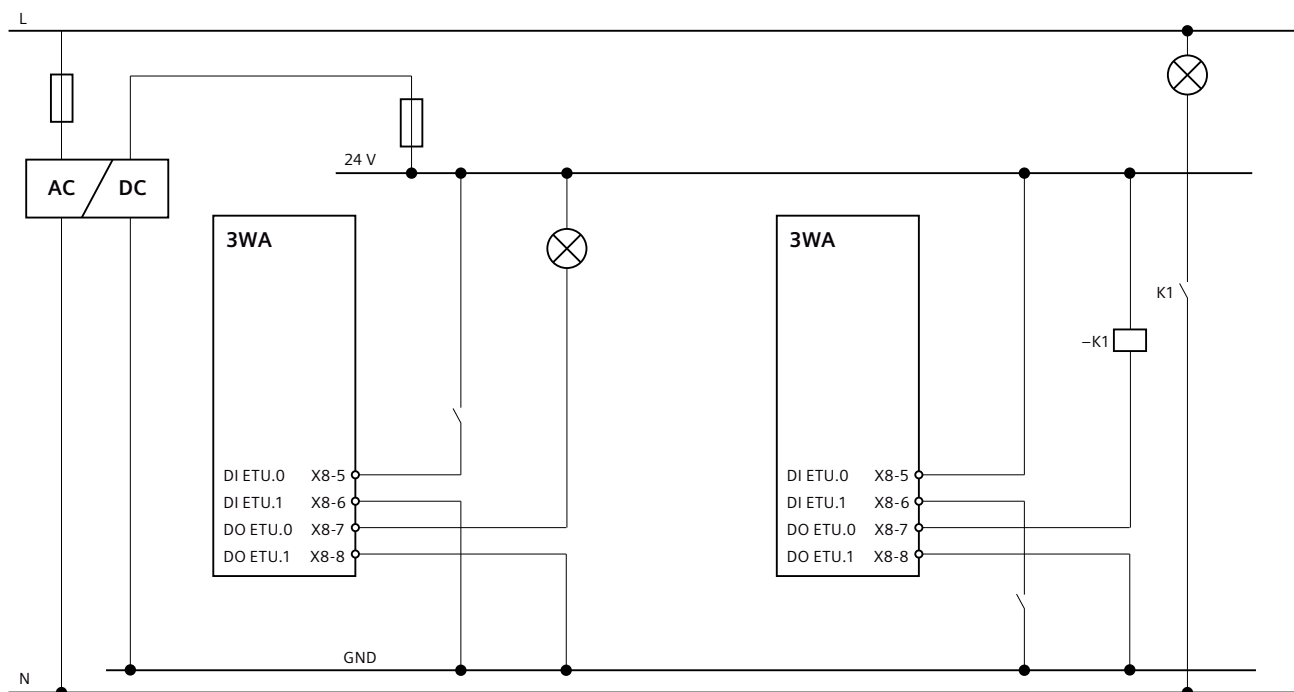 L
24 V
AC DC
3WA 3WA
K1
–K1
DI ETU.0 X8-5 DI ETU.0 X8-5
DI ETU.1 X8-6 DI ETU.1 X8-6
DO ETU.0 X8-7 DO ETU.0 X8-7
DO ETU.1 X8-8 DO ETU.1 X8-8
GND
N